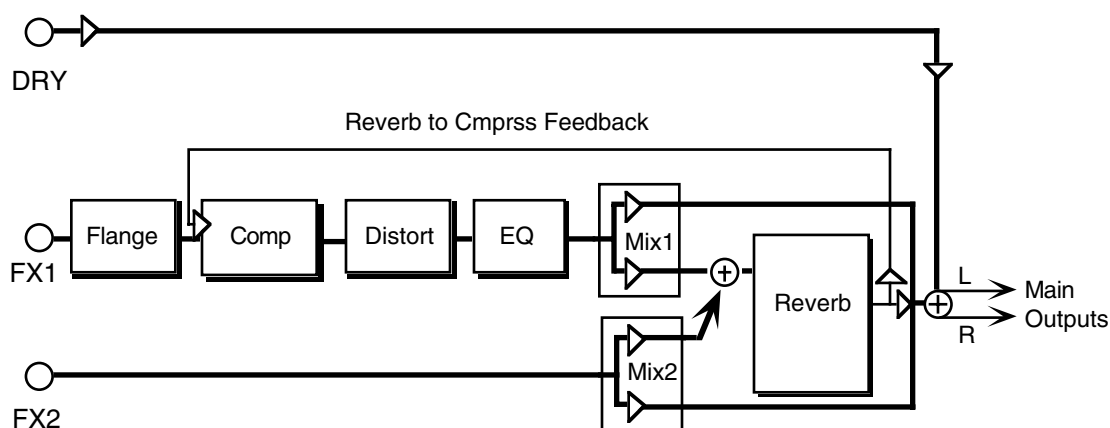 DRY
Reverb to Cmprss Feedback
FX1
Flange
Comp
Distort
EQ
Mix1
+
Reverb
+
L
R
Main
Outputs
FX2
Mix2